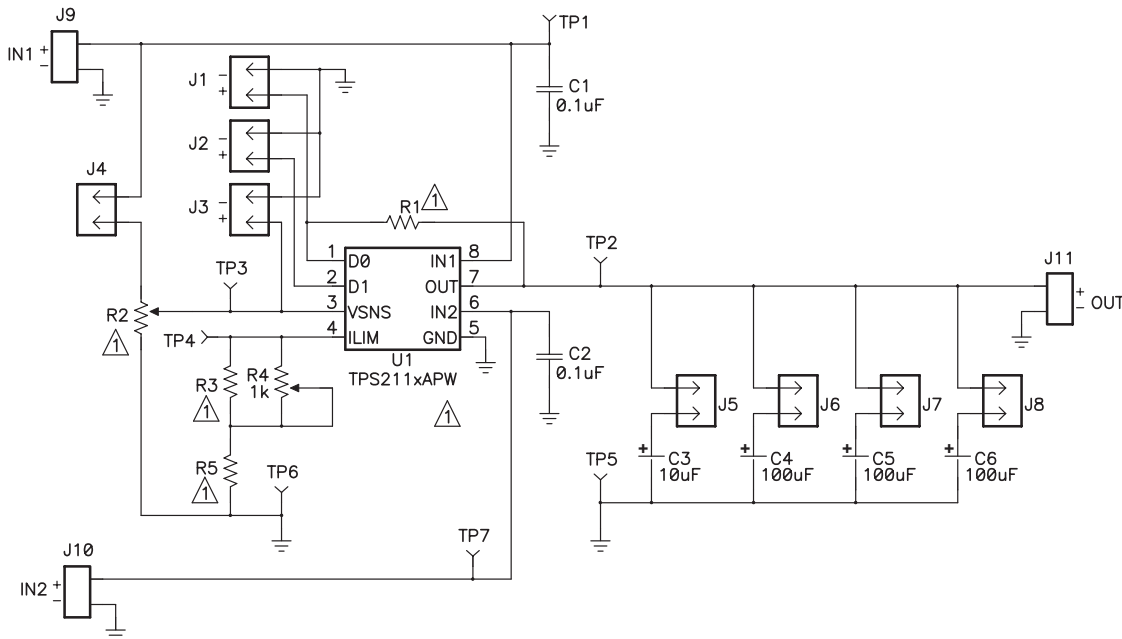 J9
TP1
IN1 +
−
J1 −
+
C1
0.1uF
J2 −
+
J4
J3 −
+
R1 1
TP2
J11
TP3
1 D0 IN1 8
2 D1 OUT 7
3 VSNS IN2 6
4 ILIM GND 5
+
− OUT
R2
1
TP4
U1
TPS211xAPW
C2
0.1uF
R3
1
R4
1k
1
J5
J6
J7
J8
R5
1
TP6
TP5
+ C3
10uF
+ C4
100uF
+ C5
100uF
+ C6
100uF
TP7
J10
IN2 +
−